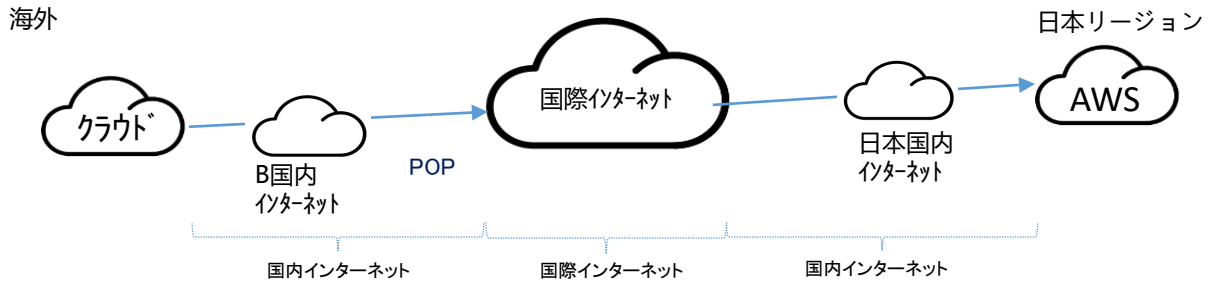 海外
日本リージョン
ｸﾗｳﾄﾞ
国際ｲﾝﾀｰﾈｯﾄ
AWS
B国内
ｲﾝﾀｰﾈｯﾄ
POP
日本国内
ｲﾝﾀｰﾈｯﾄ
国内インターネット
国際インターネット
国内インターネット